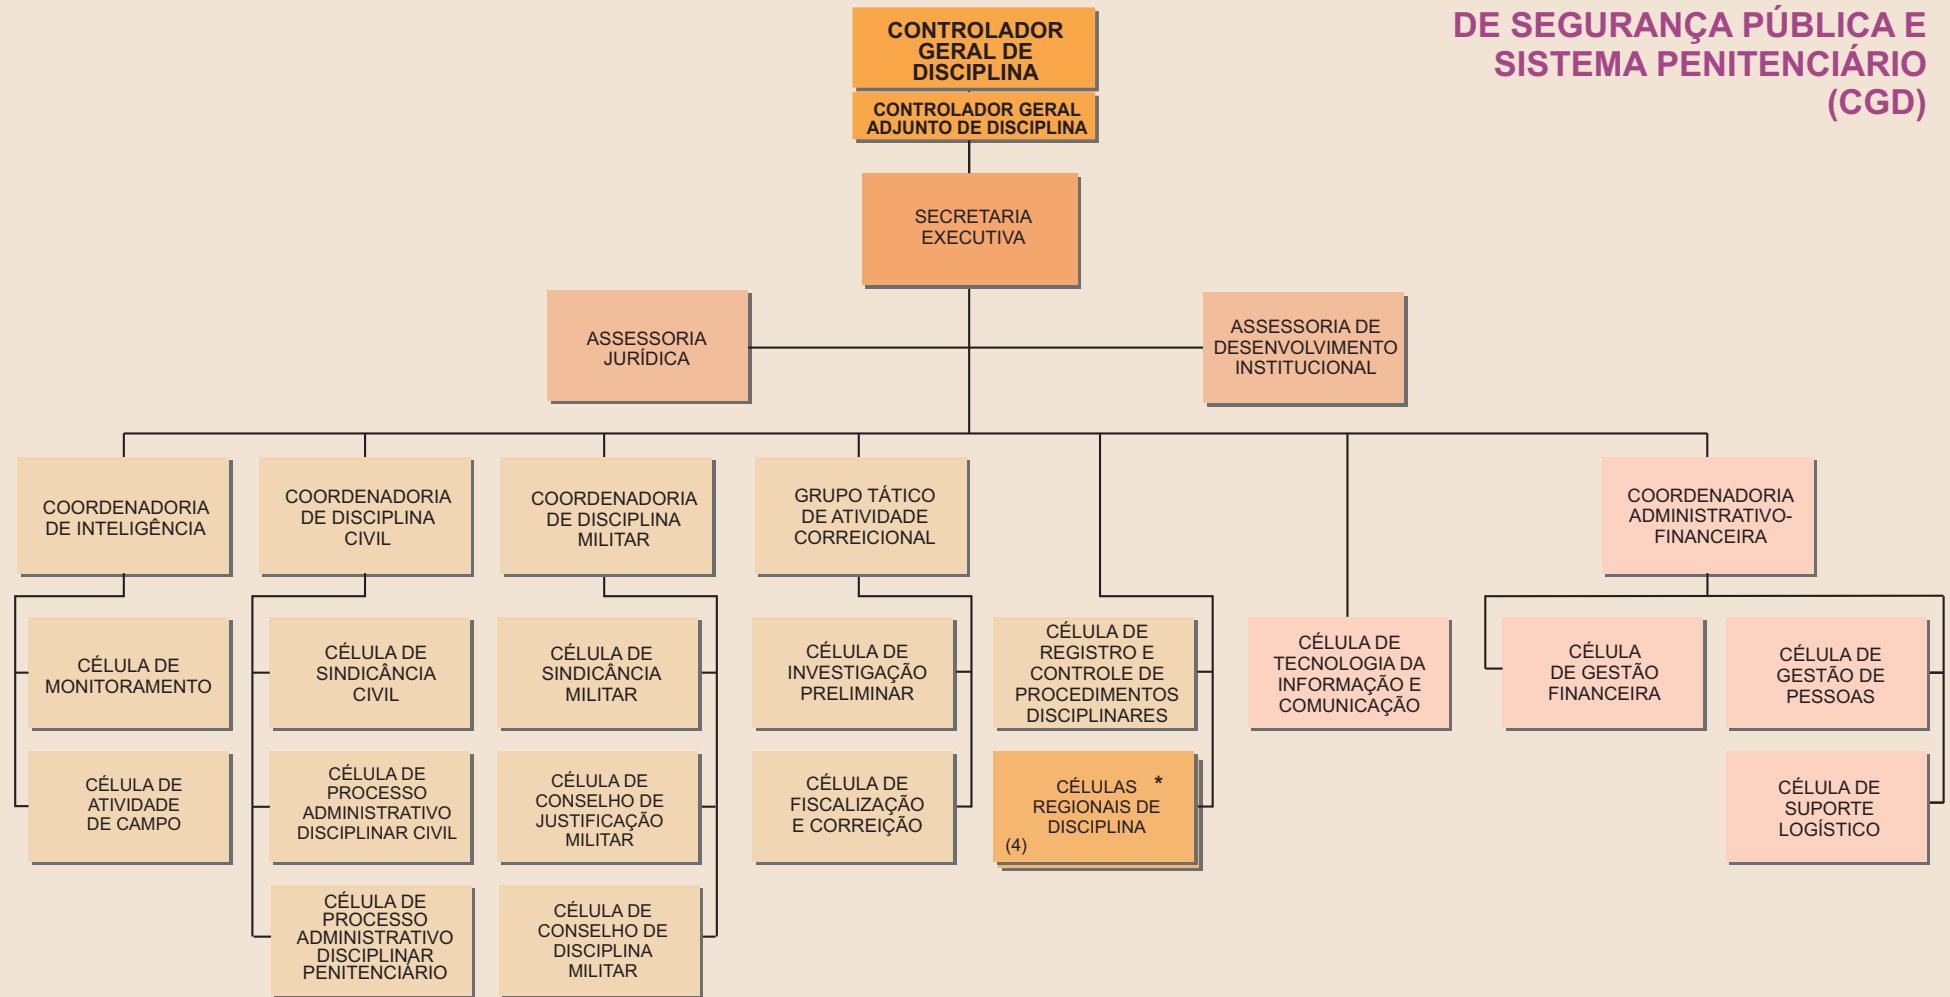 DE SEGURANÇA PÚBLICA E
SISTEMA PENITENCIÁRIO
(CGD)
CONTROLADOR
GERAL DE
DISCIPLINA
CONTROLADOR GERAL
ADJUNTO DE DISCIPLINA
SECRETARIA
EXECUTIVA
ASSESSORIA
JURÍDICA
ASSESSORIA DE
DESENVOLVIMENTO
INSTITUCIONAL
COORDENADORIA
DE INTELIGÊNCIA
COORDENADORIA
DE DISCIPLINA
CIVIL
COORDENADORIA
DE DISCIPLINA
MILITAR
GRUPO TÁTICO
DE ATIVIDADE
CORREICIONAL
COORDENADORIA
ADMINISTRATIVO-
FINANCEIRA
CÉLULA DE
MONITORAMENTO
CÉLULA DE
SINDICÂNCIA
CIVIL
CÉLULA DE
SINDICÂNCIA
MILITAR
CÉLULA DE
INVESTIGAÇÃO
PRELIMINAR
CÉLULA DE
REGISTRO E
CONTROLE DE
PROCEDIMENTOS
DISCIPLINARES
CÉLULA DE
TECNOLOGIA DA
INFORMAÇÃO E
COMUNICAÇÃO
CÉLULA
DE GESTÃO
FINANCEIRA
CÉLULA DE
GESTÃO DE
PESSOAS
CÉLULA DE
ATIVIDADE
DE CAMPO
CÉLULA DE
PROCESSO
ADMINISTRATIVO
DISCIPLINAR CIVIL
CÉLULA DE
CONSELHO DE
JUSTIFICAÇÃO
MILITAR
CÉLULA DE
FISCALIZAÇÃO
E CORREIÇÃO
CÉLULAS *
REGIONAIS DE
DISCIPLINA
(4)
CÉLULA DE
SUPORTE
LOGÍSTICO
CÉLULA DE
PROCESSO
ADMINISTRATIVO
DISCIPLINAR
PENITENCIÁRIO
CÉLULA DE
CONSELHO DE
DISCIPLINA
MILITAR